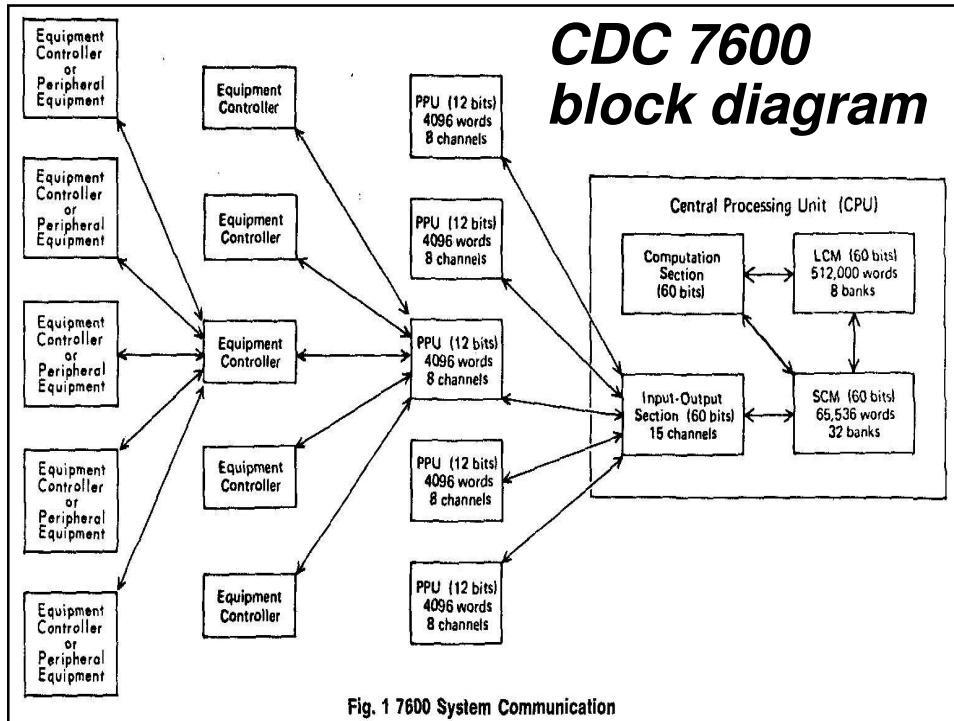 CDC 7600
block diagram
Equipment
Controller
or
Peripheral
Equipment
Equipment
Controller
or
Peripheral
Equipment
Equipment
Controller
or
Peripheral
Equipment
Equipment
Controller
or
Peripheral
Equipment
Equipment
Controller
or
Peripheral
Equipment
Equipment
Controller
Equipment
Controller
Equipment
Controller
Equipment
Controller
Equipment
Controller
PPU (12 bits)
4096 words
8 channels
PPU (12 bits)
4096 words
8 channels
PPU (12 bits)
4096 words
8 channels
PPU (12 bits)
4096 words
8 channels
PPU (12 bits)
4096 words
8 channels
Central Processing Unit (CPU)
Computation
Section
(60 bits)
LCM (60 bits)
512,000 words
8 banks
Input-Output
Section (60 bits)
15 channels
SCM (60 bits)
65,536 words
32 banks
Fig. 1 7600 System Communication